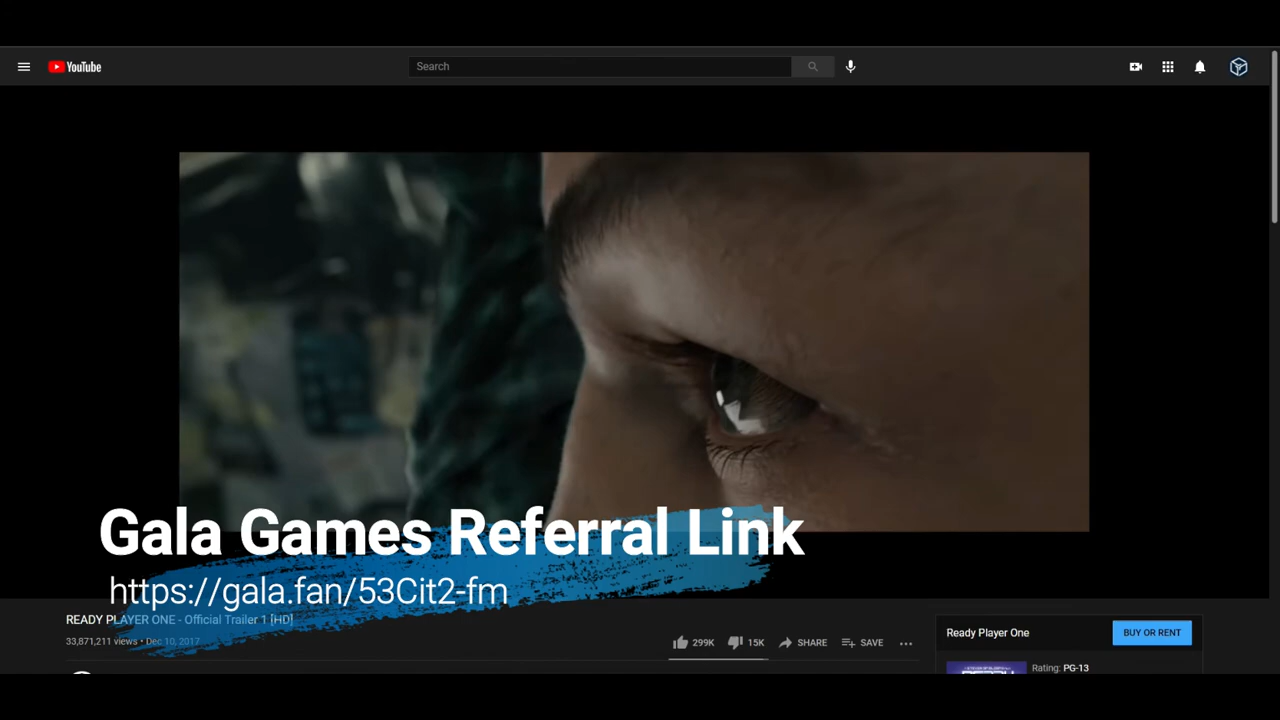 YouTube
Search
Gala Games Referral Link
https://gala.fan/53Cit2-fm
READY PLAYER ONE - Official Trailer 1 [HD]
33,871,211 views • Dec 10, 2017
299K
15K
SHARE
SAVE
Ready Player One
BUY OR RENT
Rating: PG-13